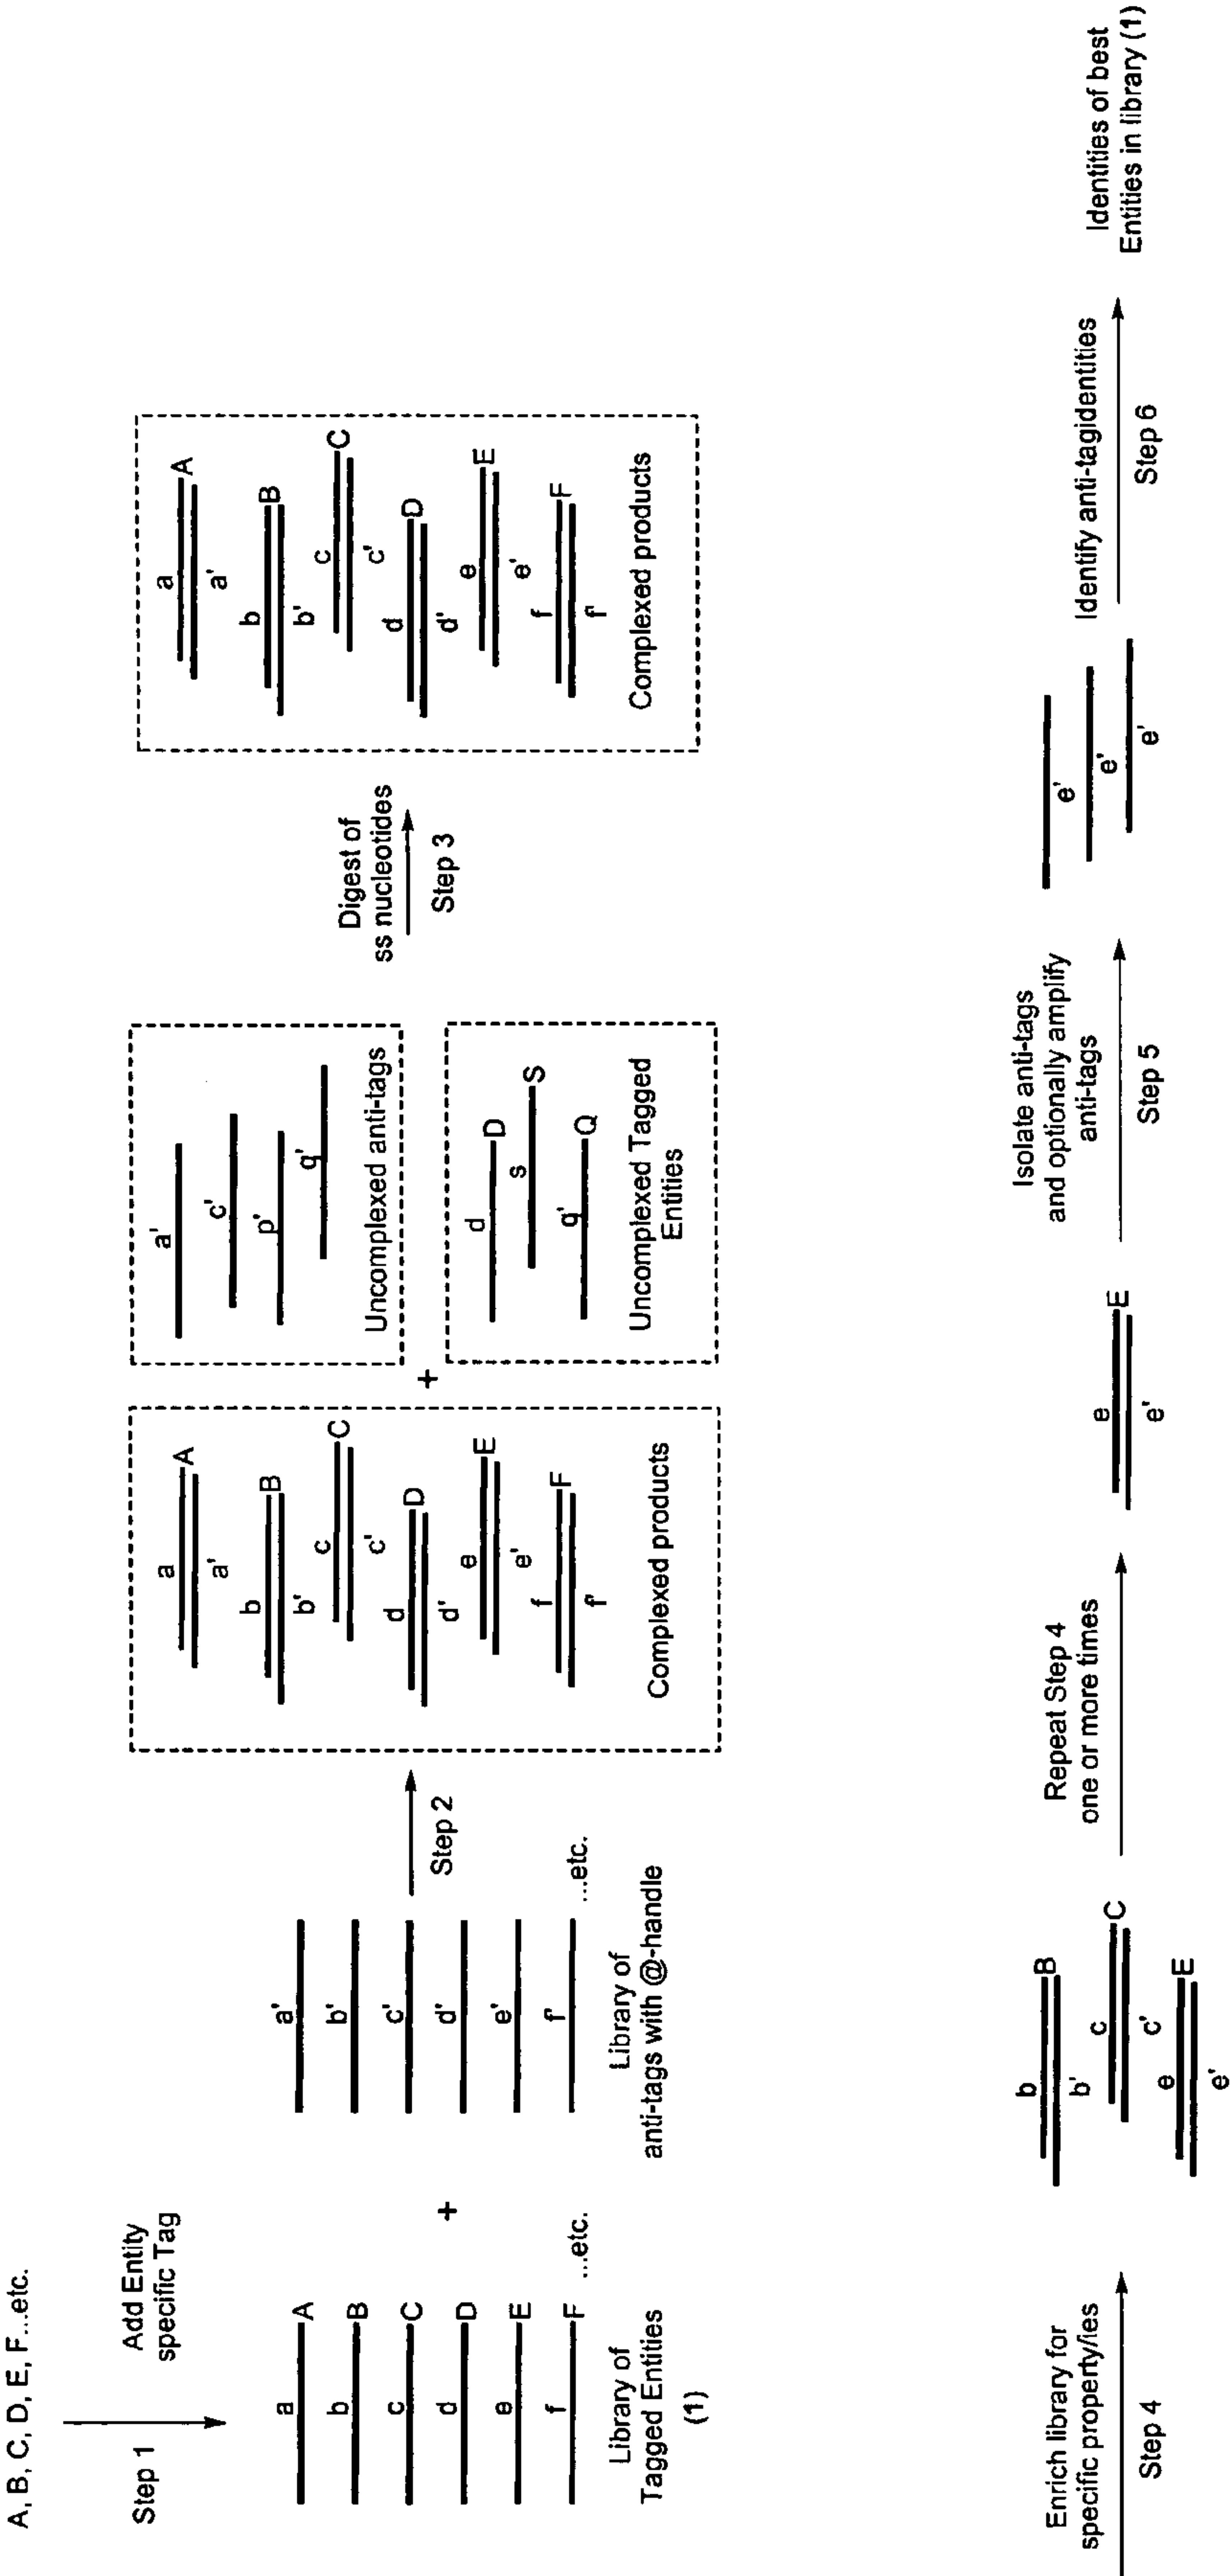 A, B, C, D, E, F...etc.
Step 1
Add Entity
specific Tag
a
A
b
B
c
C
d
D
e
E
f
F
...etc.
Library of
Tagged Entities
(1)
+
a'
b'
c'
d'
e'
f'
...etc.
Library of
anti-tags with @-handle
Step 2
a
A
a'
b
B
b'
c
C
c'
d
D
d'
e
E
e'
f
F
f'
Complexed products
+
a'
c'
p'
q'
Uncomplexed anti-tags
d
D
s
S
q'
Q
Uncomplexed Tagged
Entities
Digest of
ss nucleotides
Step 3
a
A
a'
b
B
b'
c
C
c'
d
D
d'
e
E
e'
f
F
f'
Complexed products
Enrich library for
specific property/ies
Step 4
b
B
b'
c
C
c'
e
E
e'
Repeat Step 4
one or more times
e
E
e'
Isolate anti-tags
and optionally amplify
anti-tags
Step 5
e'
e'
e'
Identify anti-tagidentities
Step 6
Identities of best
Entities in library (1)